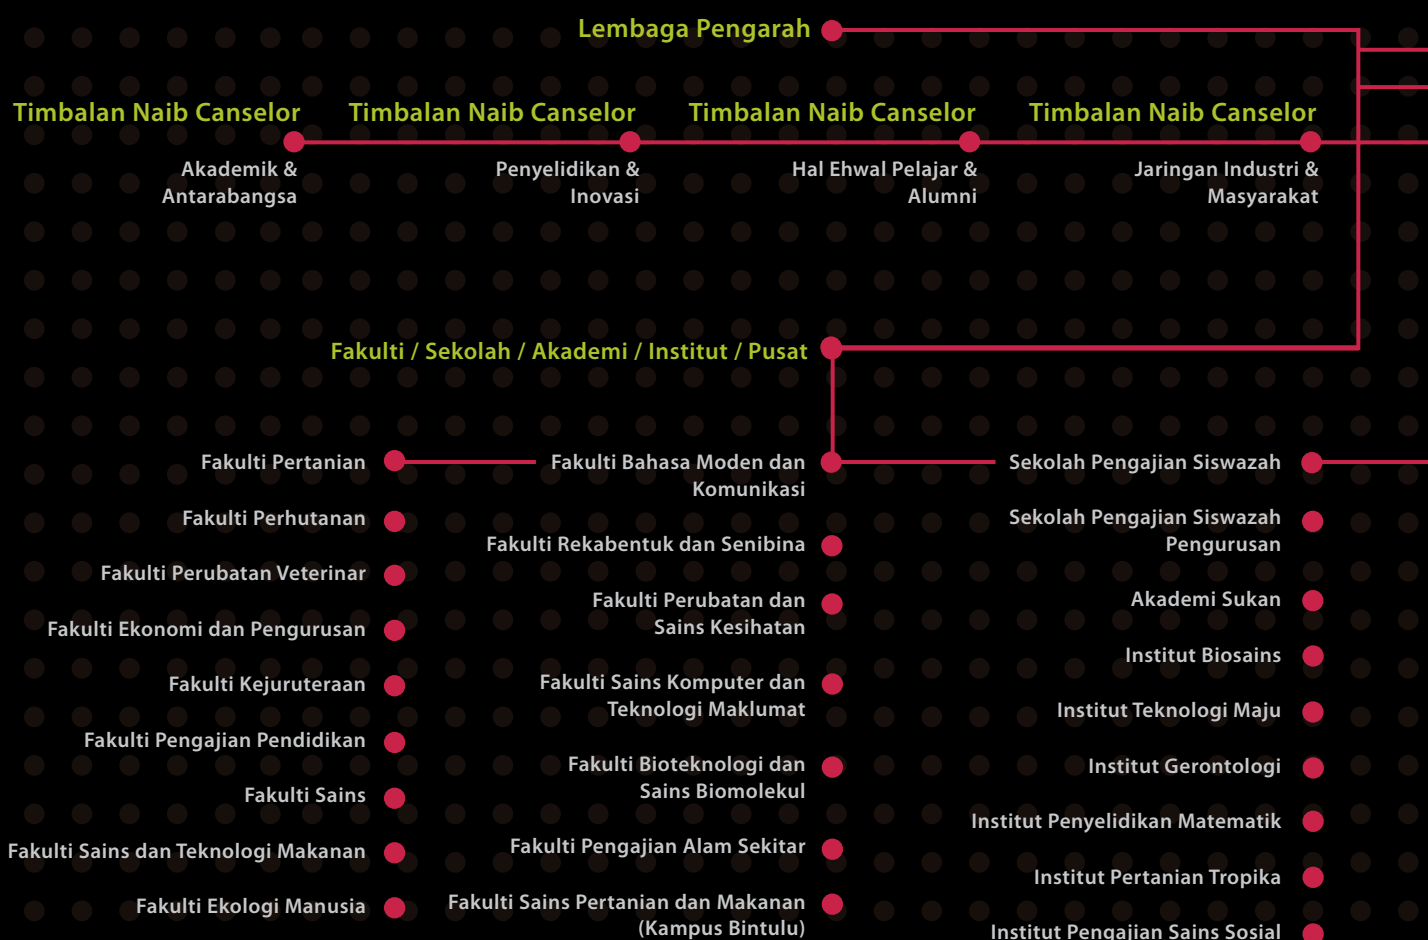 Lembaga Pengarah
Timbalan Naib Canselor
Akademik &
Antarabangsa
Timbalan Naib Canselor
Penyelidikan &
Inovasi
Timbalan Naib Canselor
Hal Ehwal Pelajar &
Alumni
Timbalan Naib Canselor
Jaringan Industri &
Masyarakat
Fakulti / Sekolah / Akademi / Institut / Pusat
Fakulti Pertanian
Fakulti Perhutanan
Fakulti Perubatan Veterinar
Fakulti Ekonomi dan Pengurusan
Fakulti Kejuruteraan
Fakulti Pengajian Pendidikan
Fakulti Sains
Fakulti Sains dan Teknologi Makanan
Fakulti Ekologi Manusia
Fakulti Bahasa Moden dan
Komunikasi
Fakulti Rekabentuk dan Senibina
Fakulti Perubatan dan
Sains Kesihatan
Fakulti Sains Komputer dan
Teknologi Maklumat
Fakulti Bioteknologi dan
Sains Biomolekul
Fakulti Pengajian Alam Sekitar
Fakulti Sains Pertanian dan Makanan
(Kampus Bintulu)
Sekolah Pengajian Siswazah
Sekolah Pengajian Siswazah
Pengurusan
Akademi Sukan
Institut Biosains
Institut Teknologi Maju
Institut Gerontologi
Institut Penyelidikan Matematik
Institut Pertanian Tropika
Institut Pengajian Sains Sosial